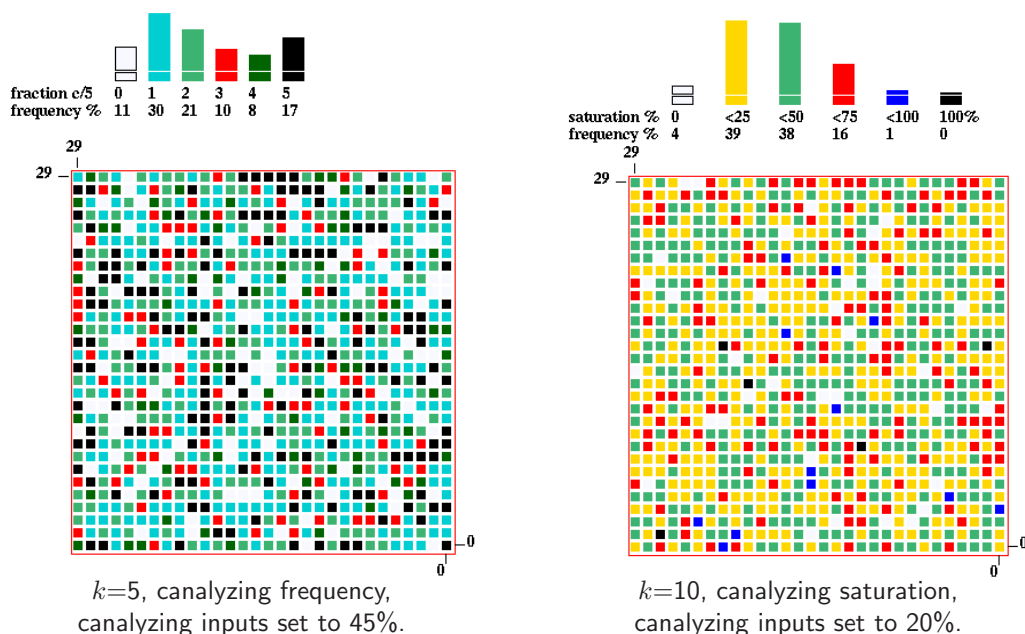 fraction c/5 0 1 2 3 4 5
frequency % 11 30 21 10 8 17
29
29
0
0
k=5, canalyzing frequency,
canalyzing inputs set to 45%.
saturation % 0 <25 <50 <75 <100 100%
frequency % 4 39 38 16 1 0
29
29
0
0
k=10, canalyzing saturation,
canalyzing inputs set to 20%.